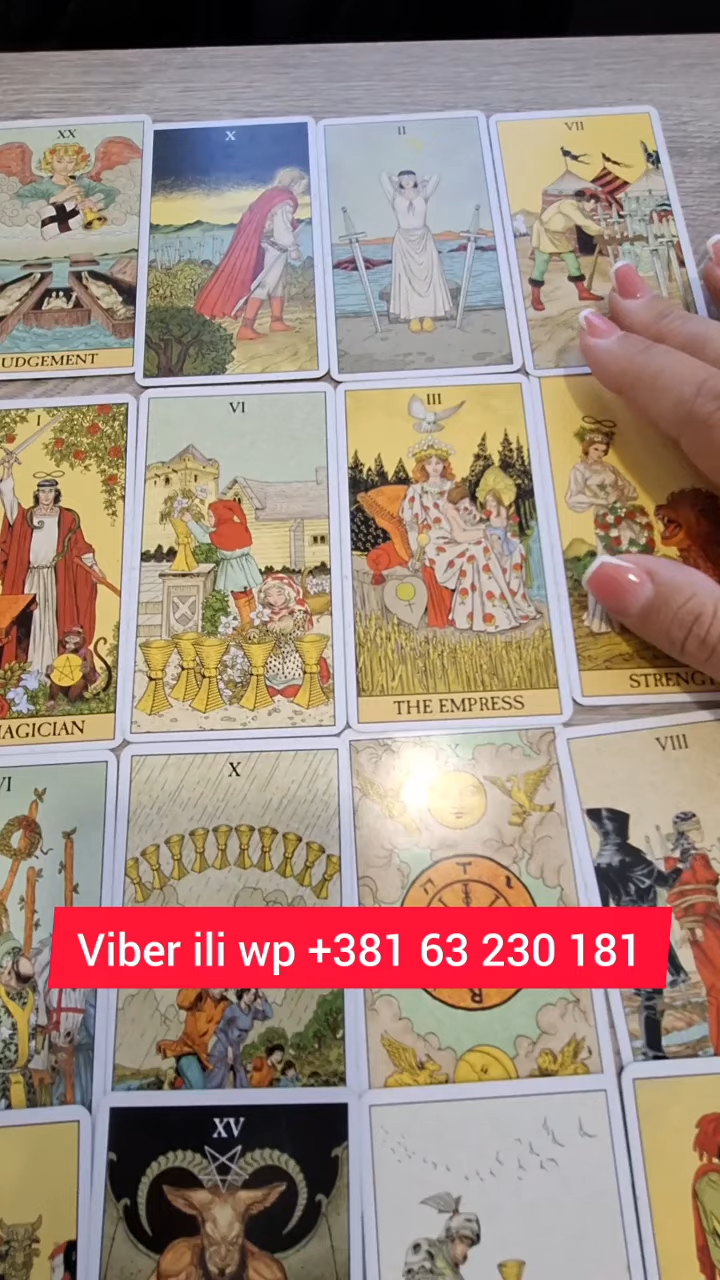 XX
X
II
VII
UDGEMENT
I
VI
III
AGICIAN
THE EMPRESS
STRENGT
VI
X
X
VIII
Viber ili wp +381 63 230 181
XV